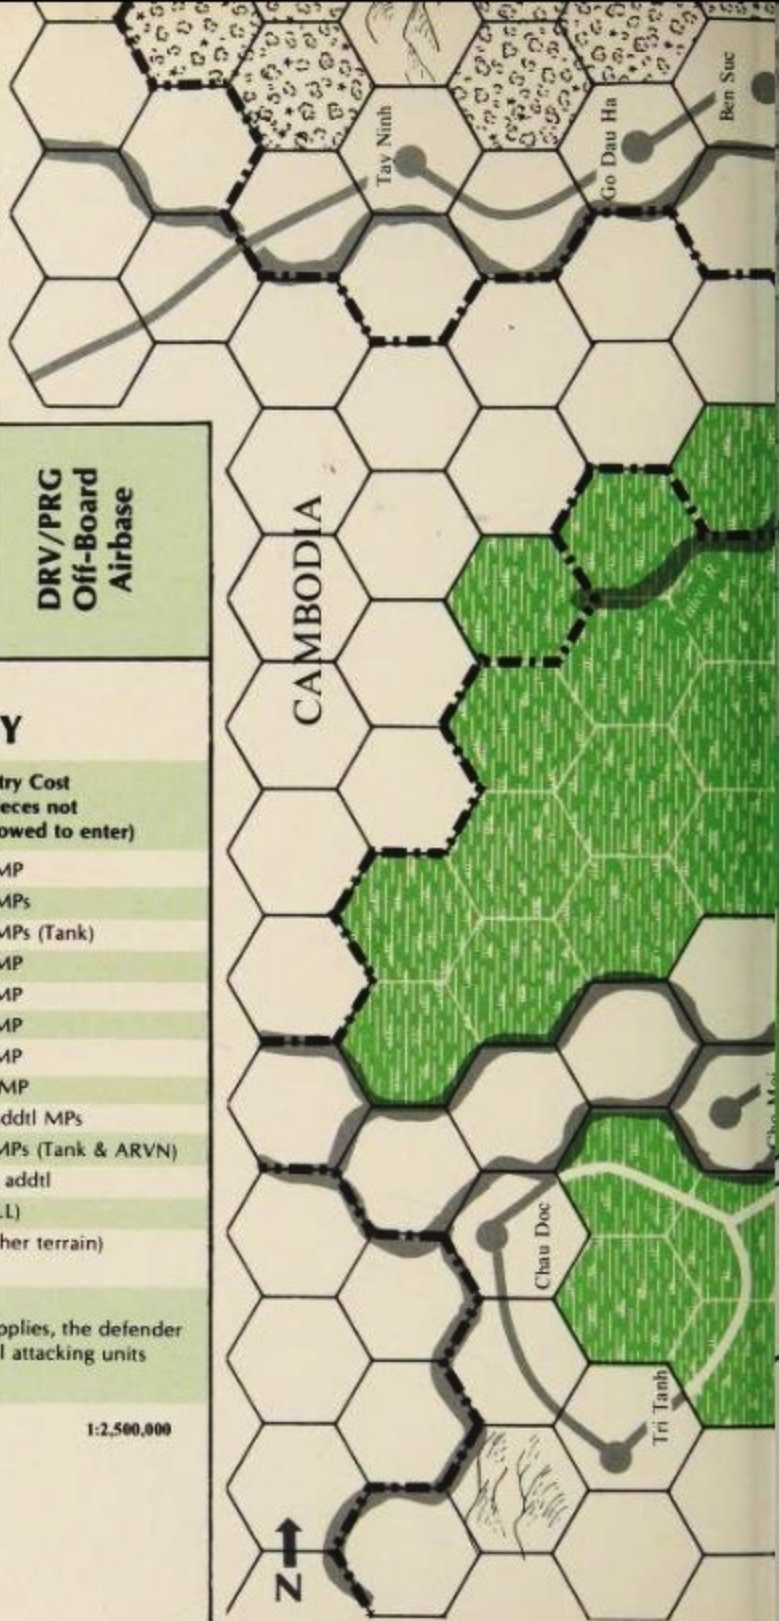 Tay Ninh
Go Dau Ha
Ben Suc
DRV/PRG
Off-Board
Airbase
CAMBODIA
Y
try Cost
eces not
owed to enter)
MP
MPs
MPs (Tank)
MP
MP
MP
MP
MP
ddtl MPs
MPs (Tank & ARVN)
addtl
LL)
her terrain)
pplies, the defender
l attacking units
1:2,500,000
Chau Doc
Tri Tanh
N